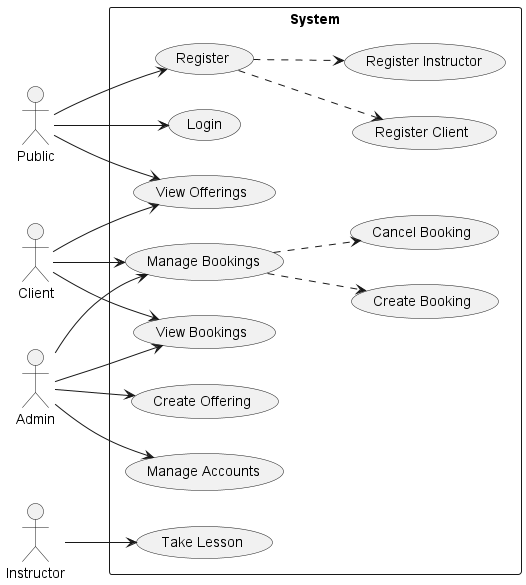 System
Register
Register Instructor
Public
Login
Register Client
View Offerings
Client
Manage Bookings
Cancel Booking
View Bookings
Create Booking
Admin
Create Offering
Manage Accounts
Instructor
Take Lesson